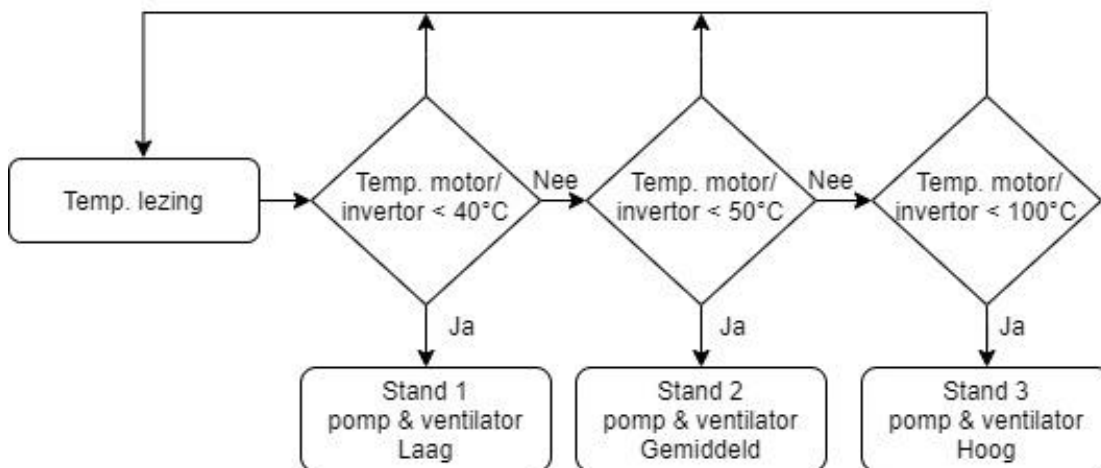 Temp. lezing
Temp. motor/
invertor < 40°C
Nee
Temp. motor/
invertor < 50°C
Nee
Temp. motor/
invertor < 100°C
Ja
Ja
Ja
Stand 1
pomp & ventilator
Laag
Stand 2
pomp & ventilator
Gemiddeld
Stand 3
pomp & ventilator
Hoog